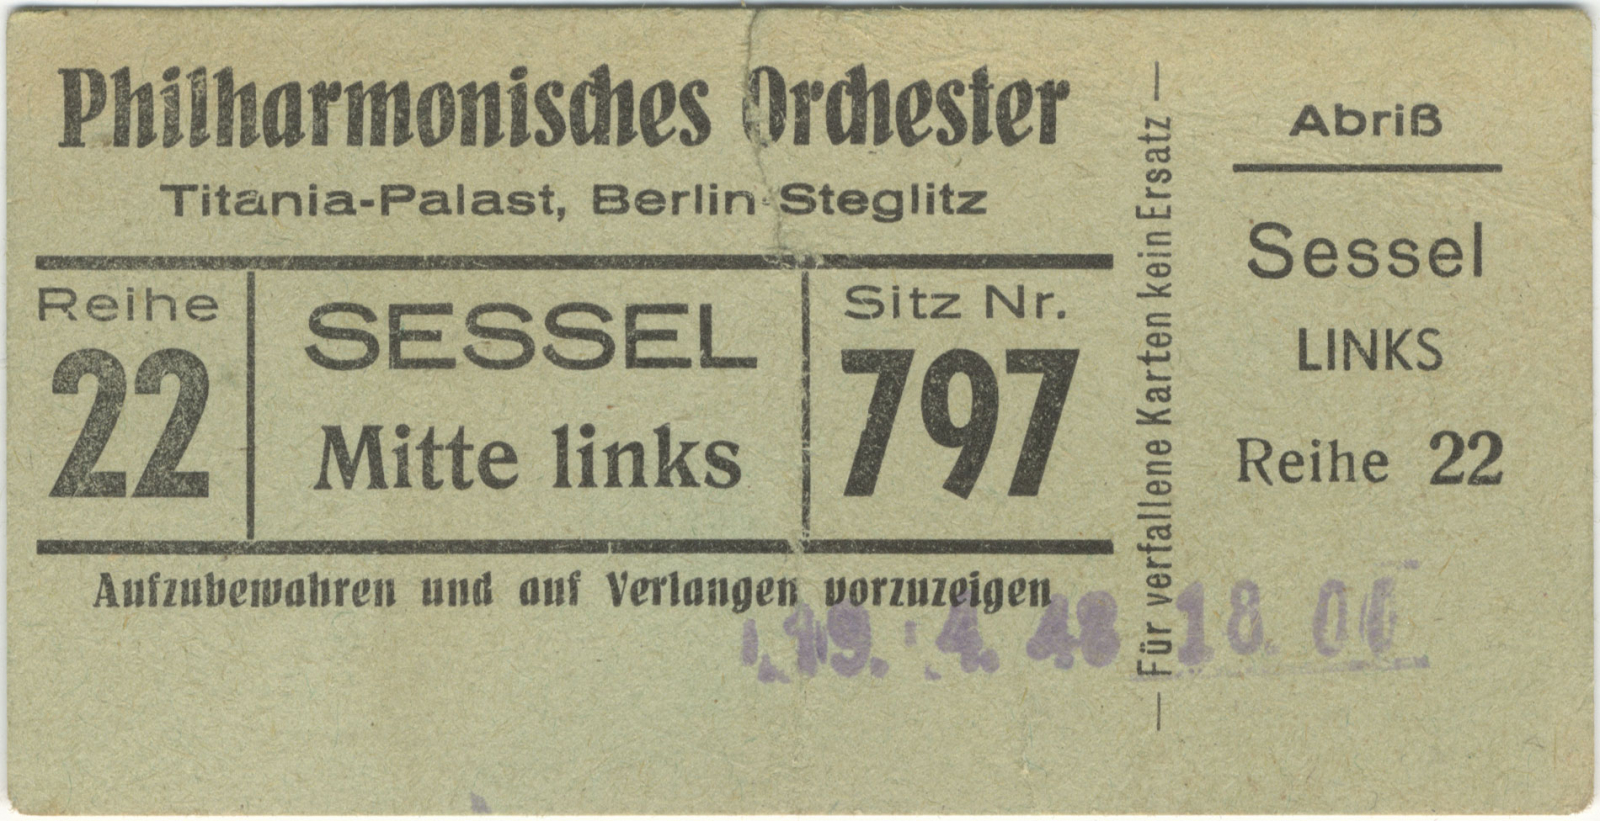 Philharmonisches Orchester
Titania-Palast, Berlin-Steglitz
Reihe
22
SESSEL
Mitte links
Sitz Nr.
797
Aufzubewahren und auf Verlangen vorzuzeigen
19. 4. 48 18.00
— Für verfallene Karten kein Ersatz —
Abriß
Sessel
LINKS
Reihe 22